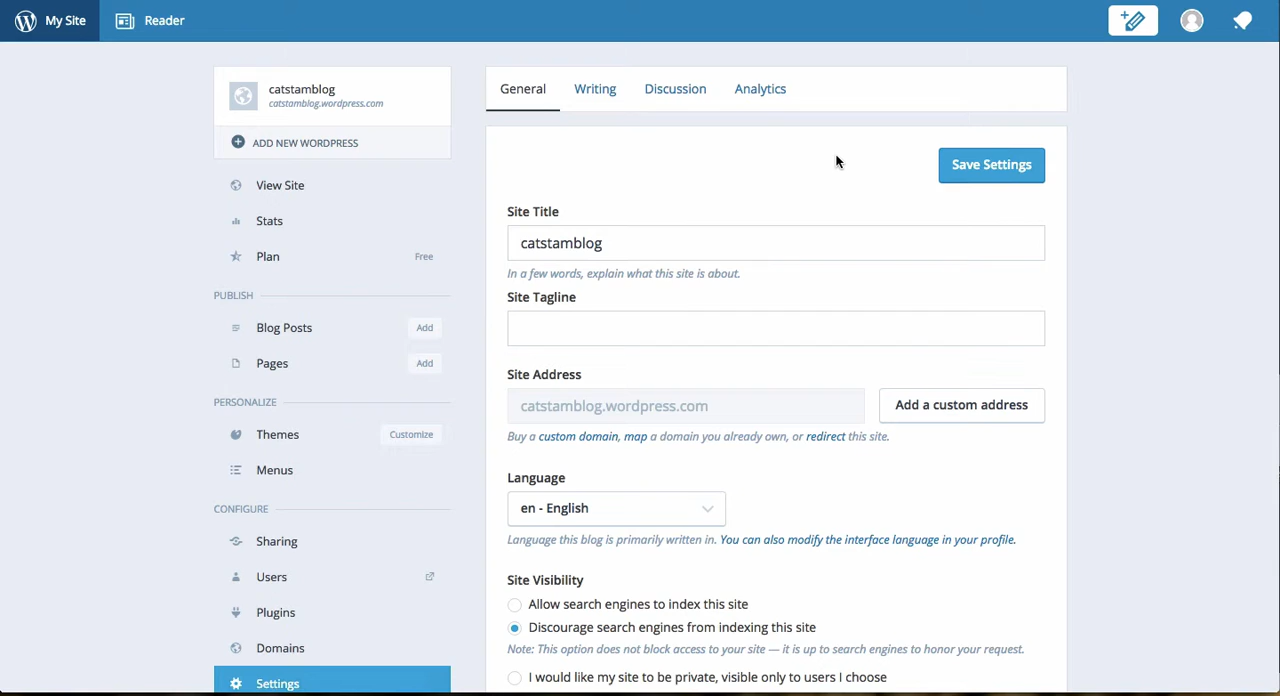 My Site
Reader
catstamblog
catstamblog.wordpress.com
ADD NEW WORDPRESS
View Site
Stats
Plan Free
PUBLISH
Blog Posts Add
Pages Add
PERSONALIZE
Themes Customize
Menus
CONFIGURE
Sharing
Users
Plugins
Domains
Settings
General Writing Discussion Analytics
Save Settings
Site Title
catstamblog
In a few words, explain what this site is about.
Site Tagline
Site Address
catstamblog.wordpress.com Add a custom address
Buy a custom domain, map a domain you already own, or redirect this site.
Language
en - English
Language this blog is primarily written in. You can also modify the interface language in your profile.
Site Visibility
Allow search engines to index this site
Discourage search engines from indexing this site
Note: This option does not block access to your site — it is up to search engines to honor your request.
I would like my site to be private, visible only to users I choose